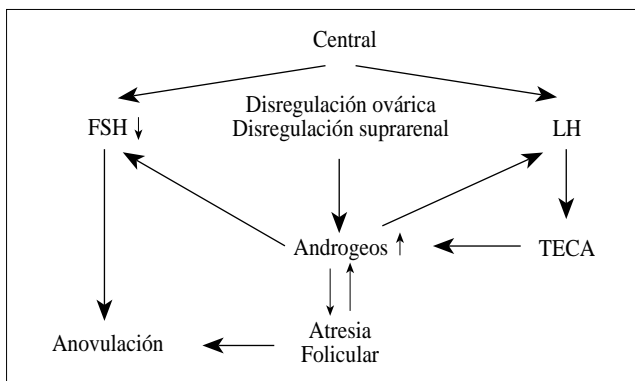 Central
Disregulación ovárica
Disregulación suprarenal
FSH ↓
LH
Androgeos ↑
TECA
Atresia
Folicular
Anovulación